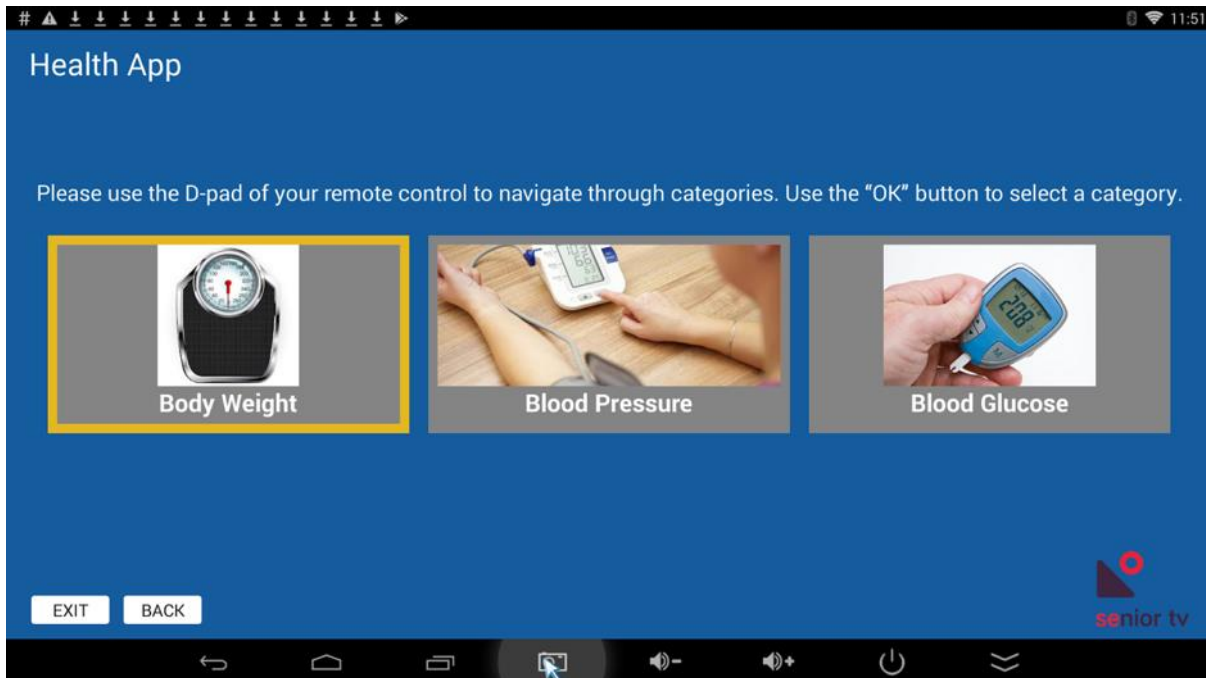 11:51
Health App
Please use the D-pad of your remote control to navigate through categories. Use the “OK” button to select a category.
Body Weight
Blood Pressure
208
Blood Glucose
EXIT
BACK
senior tv